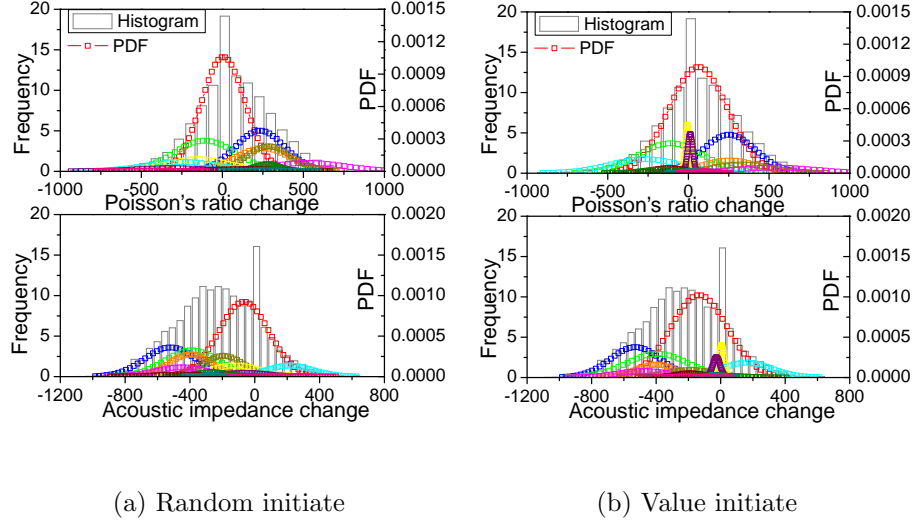 20
15
10
5
0
Frequency
Histogram
PDF
0.0015
0.0012
0.0009
0.0006
0.0003
0.0000
PDF
-1000 -500 0 500 1000
Poisson's ratio change
20
15
10
5
0
Frequency
0.0020
0.0015
0.0010
0.0005
0.0000
PDF
-1200 -800 -400 0 400 800
Acoustic impedance change
(a) Random initiate
20
15
10
5
0
Frequency
Histogram
PDF
0.0015
0.0012
0.0009
0.0006
0.0003
0.0000
PDF
-1000 -500 0 500 1000
Poisson's ratio change
20
15
10
5
0
Frequency
0.0020
0.0015
0.0010
0.0005
0.0000
PDF
-1200 -800 -400 0 400 800
Acoustic impedance change
(b) Value initiate